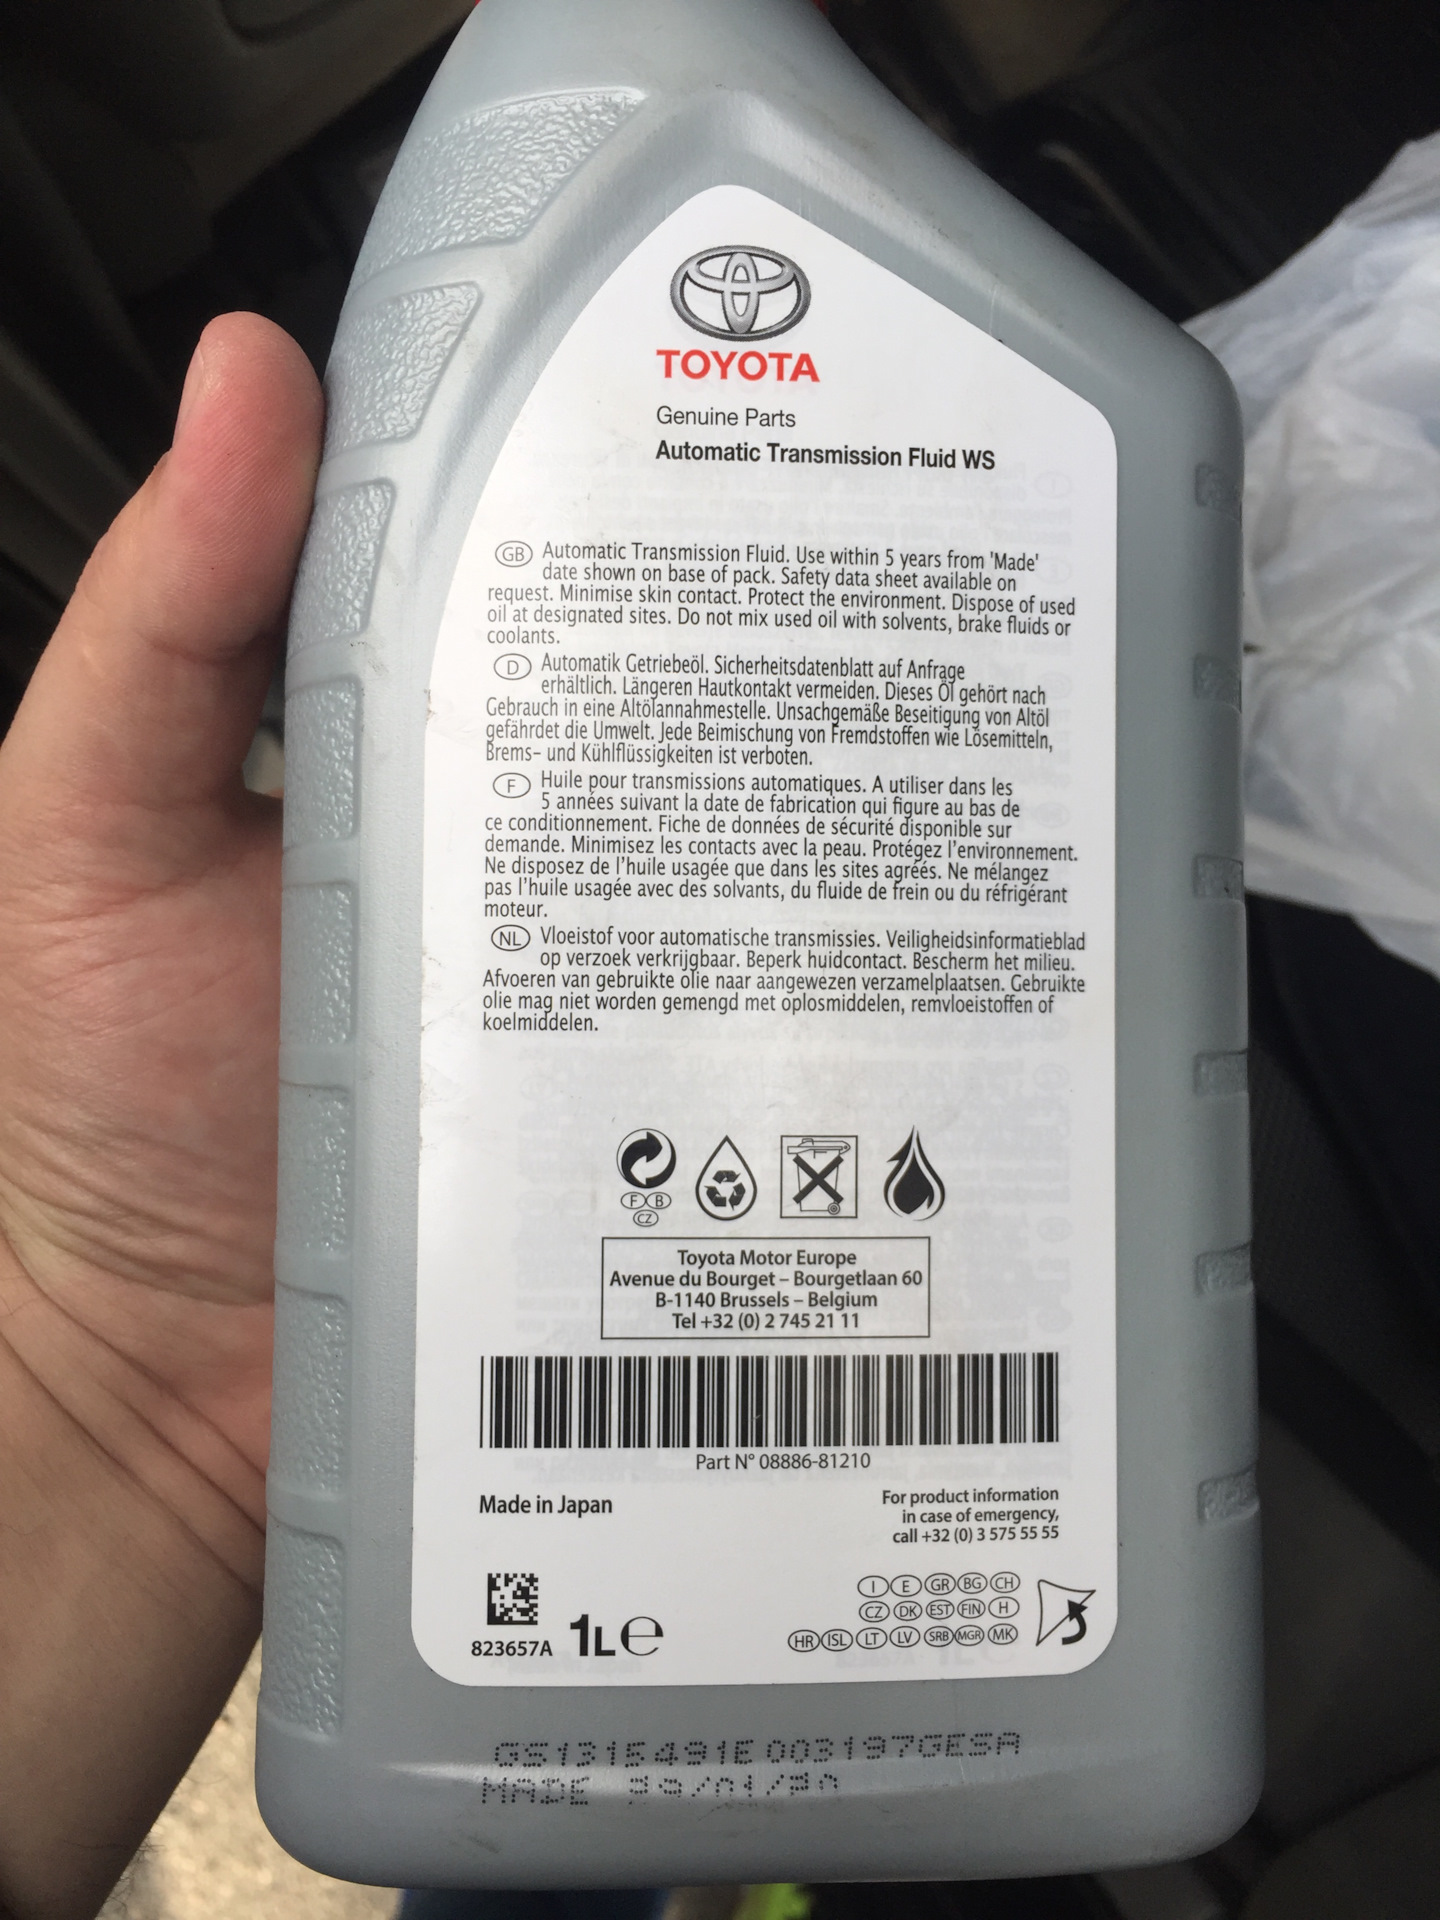 TOYOTA
Genuine Parts
Automatic Transmission Fluid WS
GB Automatic Transmission Fluid. Use within 5 years from 'Made'
date shown on base of pack. Safety data sheet available on
request. Minimise skin contact. Protect the environment. Dispose of used
oil at designated sites. Do not mix used oil with solvents, brake fluids or
coolants.
D Automatik Getriebeöl. Sicherheitsdatenblatt auf Anfrage
erhältlich. Längeren Hautkontakt vermeiden. Dieses Öl gehört nach
Gebrauch in eine Altölannahmestelle. Unsachgemäße Beseitigung von Altöl
gefährdet die Umwelt. Jede Beimischung von Fremdstoffen wie Lösemitteln,
Brems- und Kühlflüssigkeiten ist verboten.
F Huile pour transmissions automatiques. A utiliser dans les
5 années suivant la date de fabrication qui figure au bas de
ce conditionnement. Fiche de données de sécurité disponible sur
demande. Minimisez les contacts avec la peau. Protégez l'environnement.
Ne disposez de l'huile usagée que dans les sites agréés. Ne mélangez
pas l'huile usagée avec des solvants, du fluide de frein ou du réfrigérant
moteur.
NL Vloeistof voor automatische transmissies. Veiligheidsinformatieblad
op verzoek verkrijgbaar. Beperk huidcontact. Bescherm het milieu.
Afvoeren van gebruikte olie naar aangewezen verzamelplaatsen. Gebruikte
olie mag niet worden gemengd met oplosmiddelen, remvloeistoffen of
koelmiddelen.
F B
CZ
Toyota Motor Europe
Avenue du Bourget – Bourgetlaan 60
B-1140 Brussels – Belgium
Tel +32 (0) 2 745 21 11
Part N° 08886-81210
Made in Japan
For product information
in case of emergency,
call +32 (0) 3 575 55 55
I E GR BG CH
CZ DK EST FIN H
HR ISL LT LV SRB MGR MK
823657A 1L e
GS1315491E 003197GESA
MADE